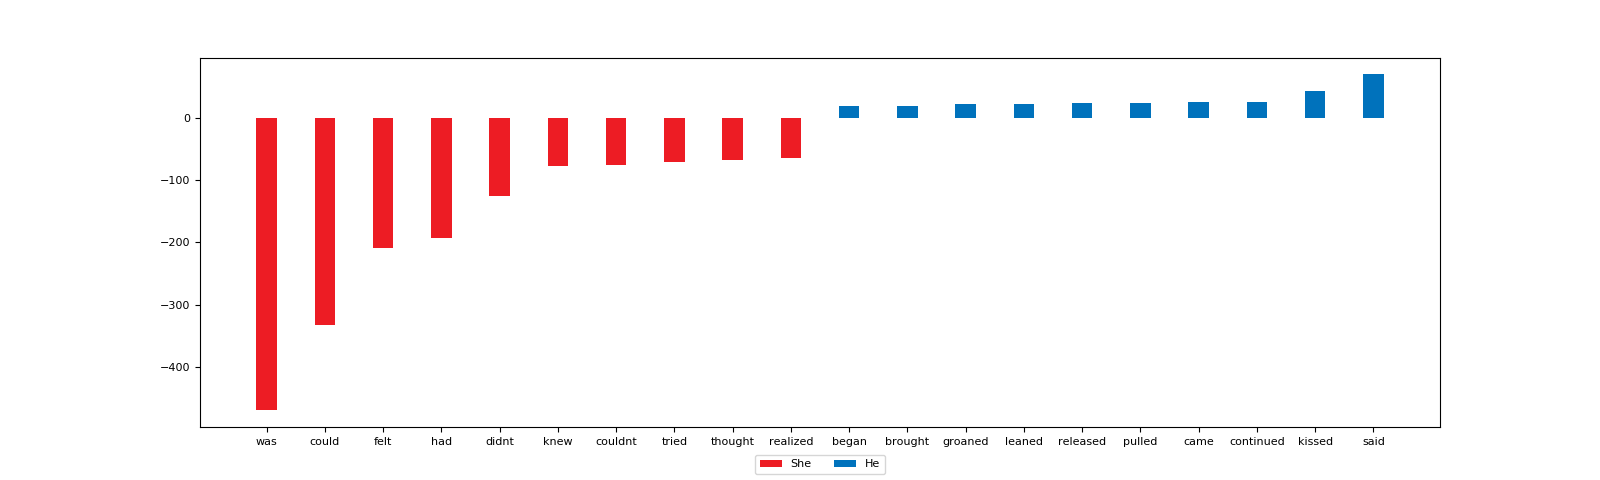 0
−100
−200
−300
−400
was could felt had didnt knew couldnt tried thought realized began brought groaned leaned released pulled came continued kissed said
She He